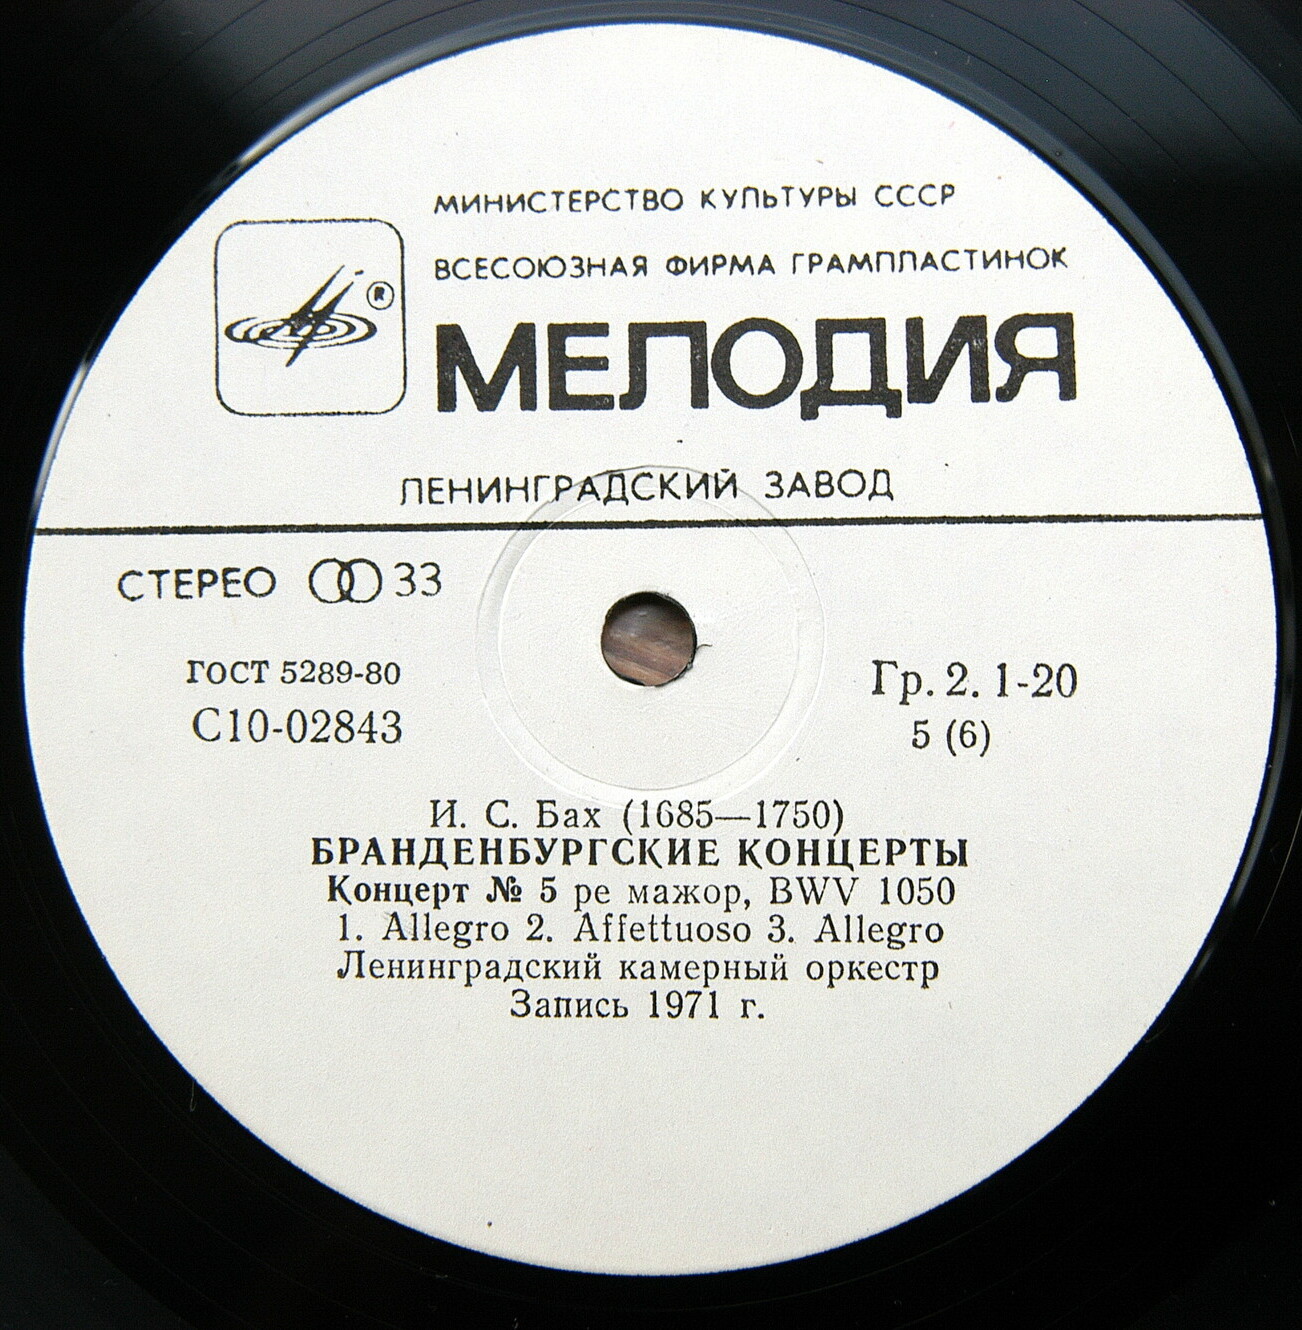 МИНИСТЕРСТВО КУЛЬТУРЫ СССР
ВСЕСОЮЗНАЯ ФИРМА ГРАМПЛАСТИНОК
®
МЕЛОДИЯ
ЛЕНИНГРАДСКИЙ ЗАВОД
СТЕРЕО 33
ГОСТ 5289-80
С10-02843
Гр. 2. 1-20
5 (6)
И. С. Бах (1685—1750)
БРАНДЕНБУРГСКИЕ КОНЦЕРТЫ
Концерт № 5 ре мажор, BWV 1050
1. Allegro 2. Affettuoso 3. Allegro
Ленинградский камерный оркестр
Запись 1971 г.